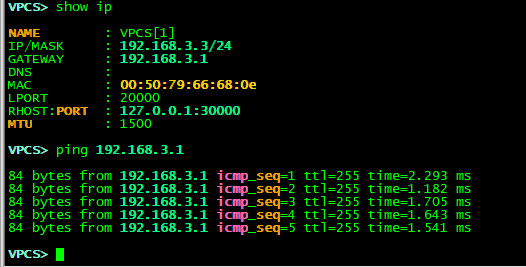 VPCS> show ip
NAME        : VPCS[1]
IP/MASK     : 192.168.3.3/24
GATEWAY     : 192.168.3.1
DNS         :
MAC         : 00:50:79:66:68:0e
LPORT       : 20000
RHOST:PORT  : 127.0.0.1:30000
MTU         : 1500
VPCS> ping 192.168.3.1
84 bytes from 192.168.3.1 icmp_seq=1 ttl=255 time=2.293 ms
84 bytes from 192.168.3.1 icmp_seq=2 ttl=255 time=1.182 ms
84 bytes from 192.168.3.1 icmp_seq=3 ttl=255 time=1.705 ms
84 bytes from 192.168.3.1 icmp_seq=4 ttl=255 time=1.643 ms
84 bytes from 192.168.3.1 icmp_seq=5 ttl=255 time=1.541 ms
VPCS>